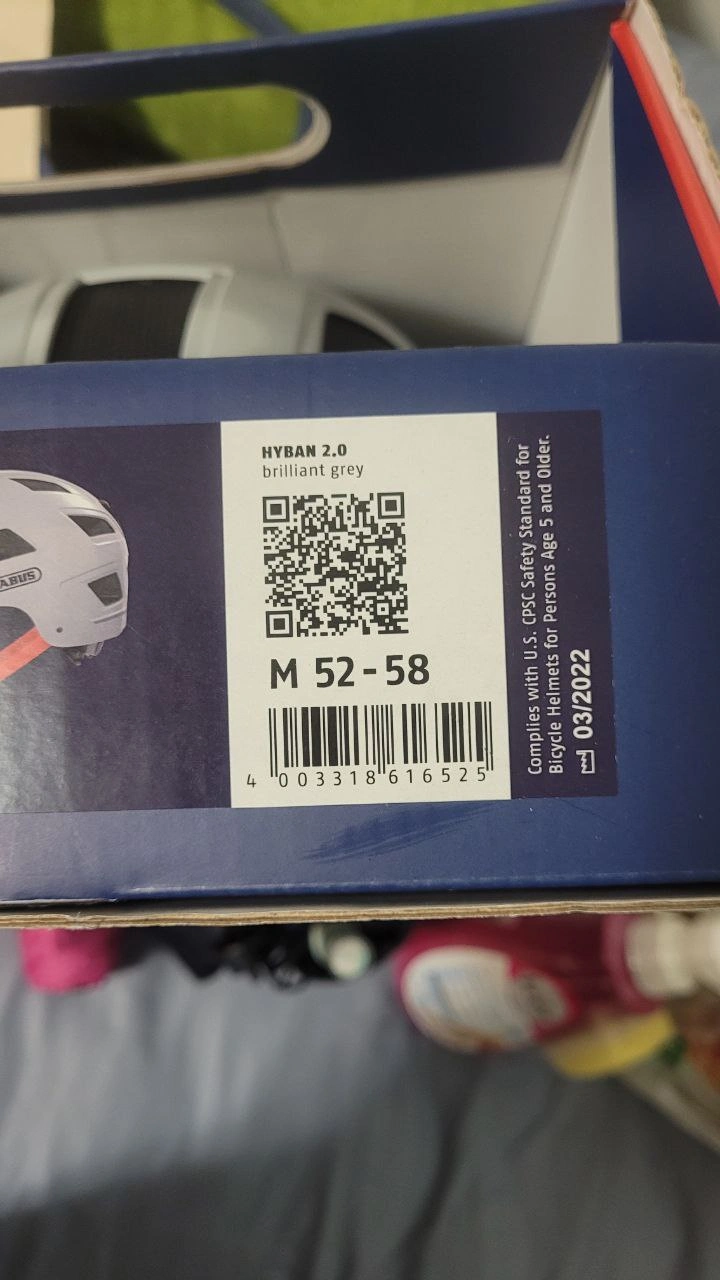 HYBAN 2.0
brilliant grey
M 52-58
4 003318 616525
Complies with U.S. CPSC Safety Standard for
Bicycle Helmets for Persons Age 5 and Older.
03/2022
ABUS